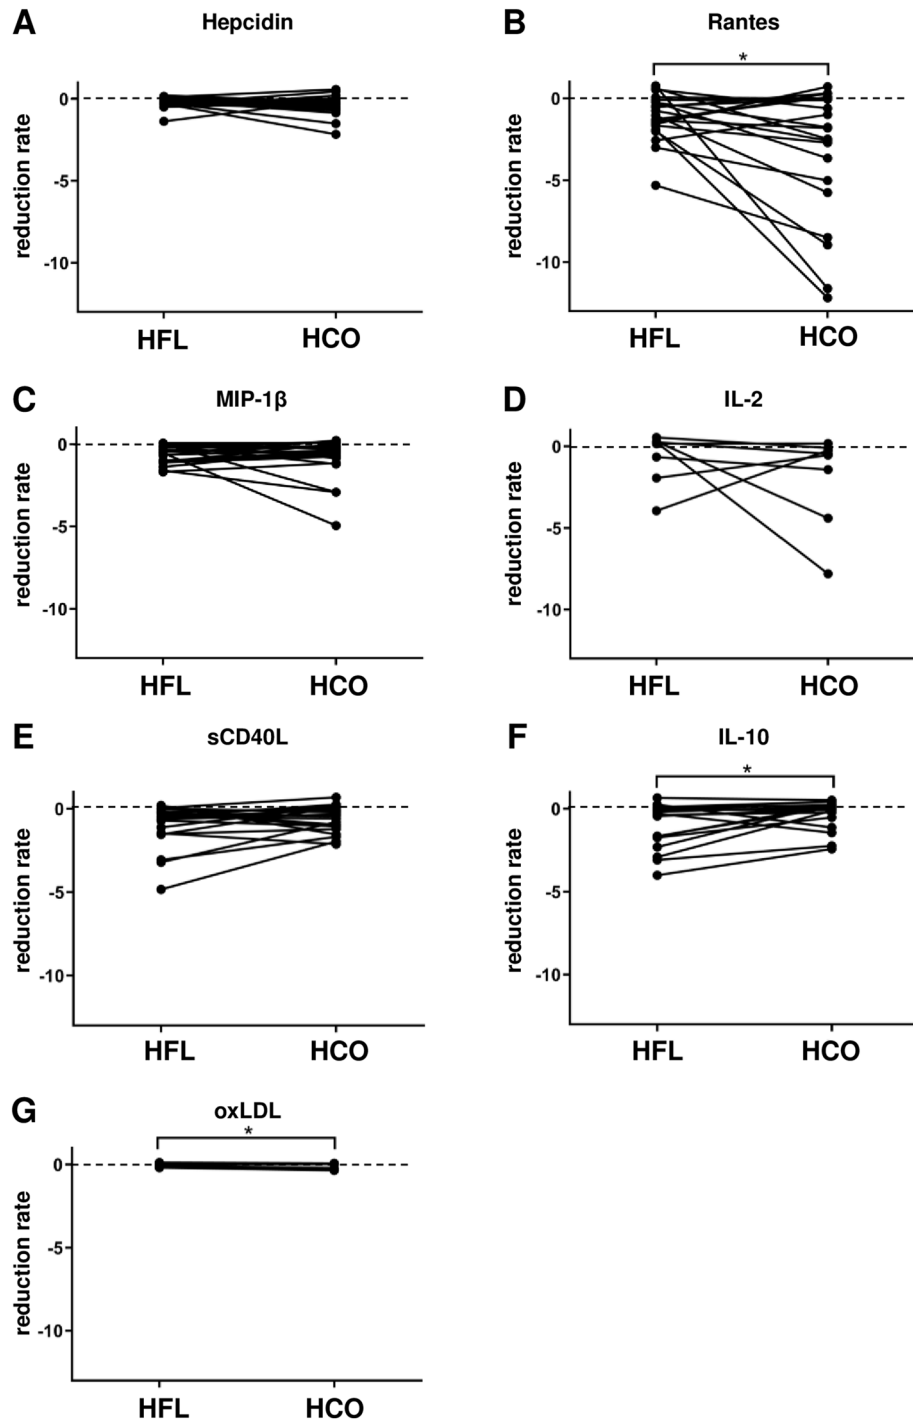 A Hepcidin
reduction rate
0
-5
-10
HFL HCO
B Rantes
*
reduction rate
0
-5
-10
HFL HCO
C MIP-1β
reduction rate
0
-5
-10
HFL HCO
D IL-2
reduction rate
0
-5
-10
HFL HCO
E sCD40L
reduction rate
0
-5
-10
HFL HCO
F IL-10
*
reduction rate
0
-5
-10
HFL HCO
G oxLDL
*
reduction rate
0
-5
-10
HFL HCO